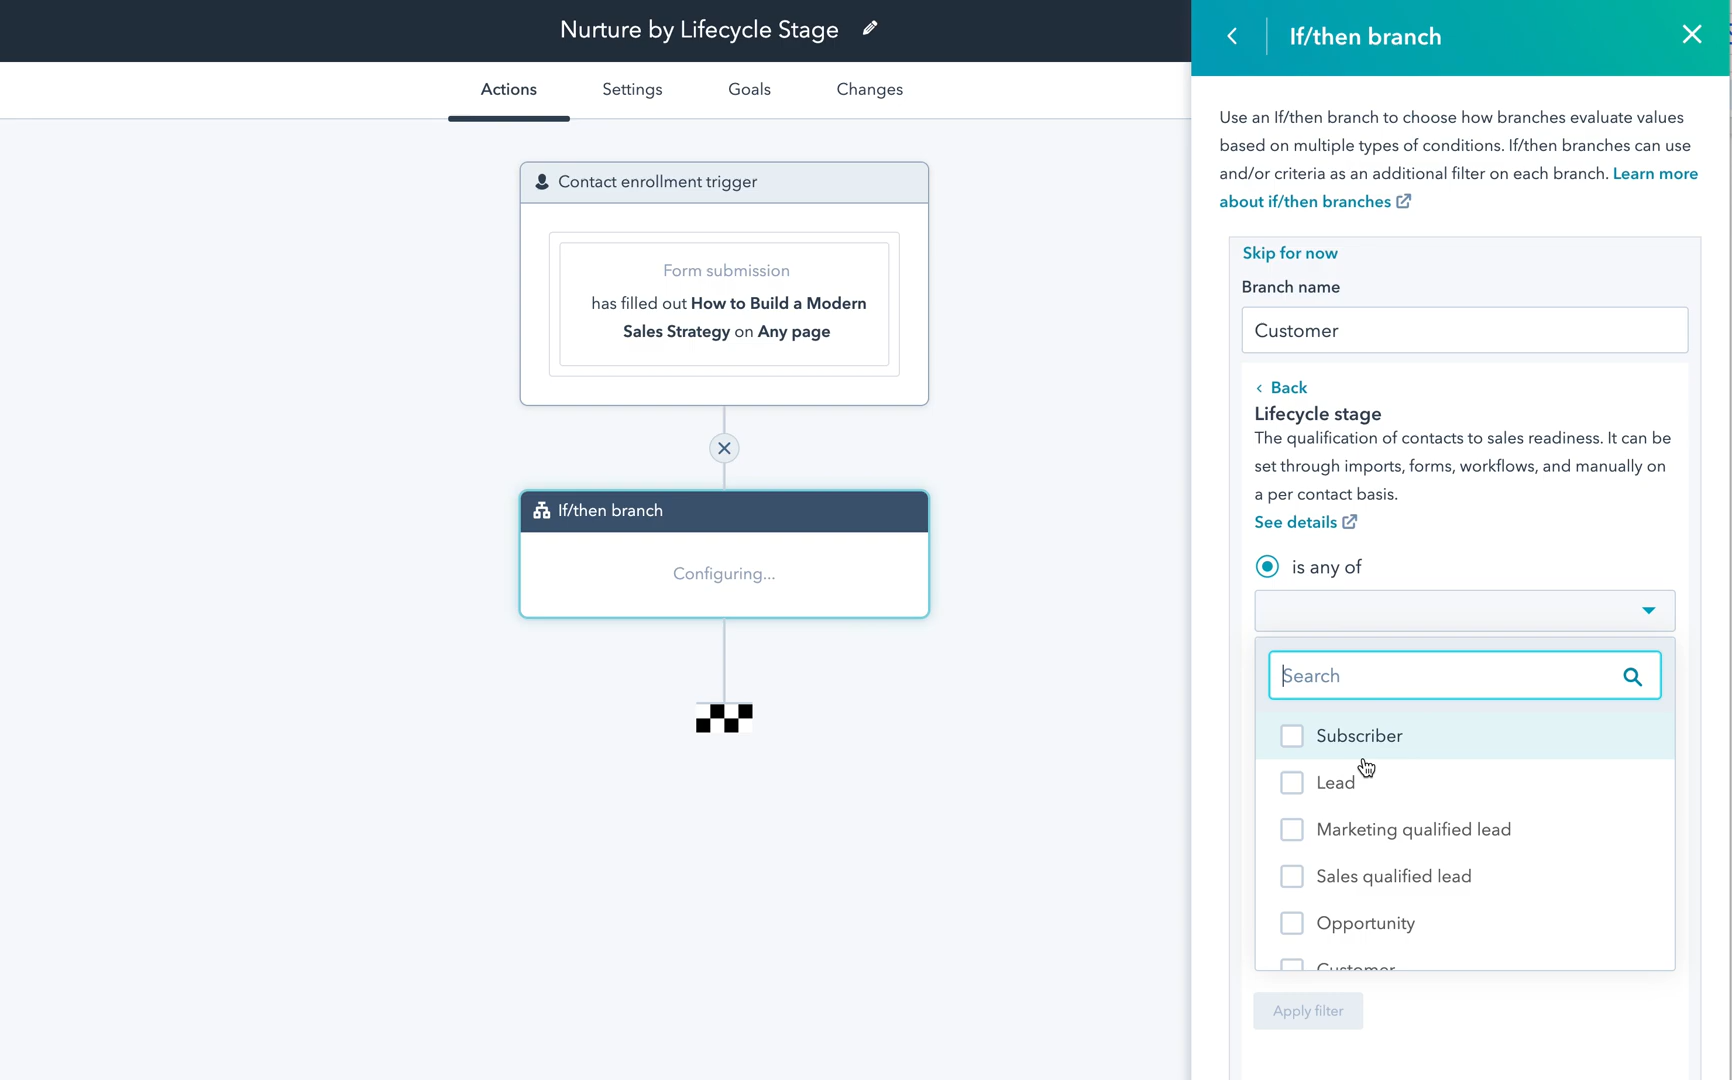 Nurture by Lifecycle Stage
Actions
Settings
Goals
Changes
Contact enrollment trigger
Form submission
has filled out How to Build a Modern
Sales Strategy on Any page
If/then branch
Configuring...
If/then branch
Use an If/then branch to choose how branches evaluate values
based on multiple types of conditions. If/then branches can use
and/or criteria as an additional filter on each branch. Learn more
about if/then branches
Skip for now
Branch name
Customer
Back
Lifecycle stage
The qualification of contacts to sales readiness. It can be
set through imports, forms, workflows, and manually on
a per contact basis.
See details
is any of
Search
Subscriber
Lead
Marketing qualified lead
Sales qualified lead
Opportunity
Customer
Apply filter